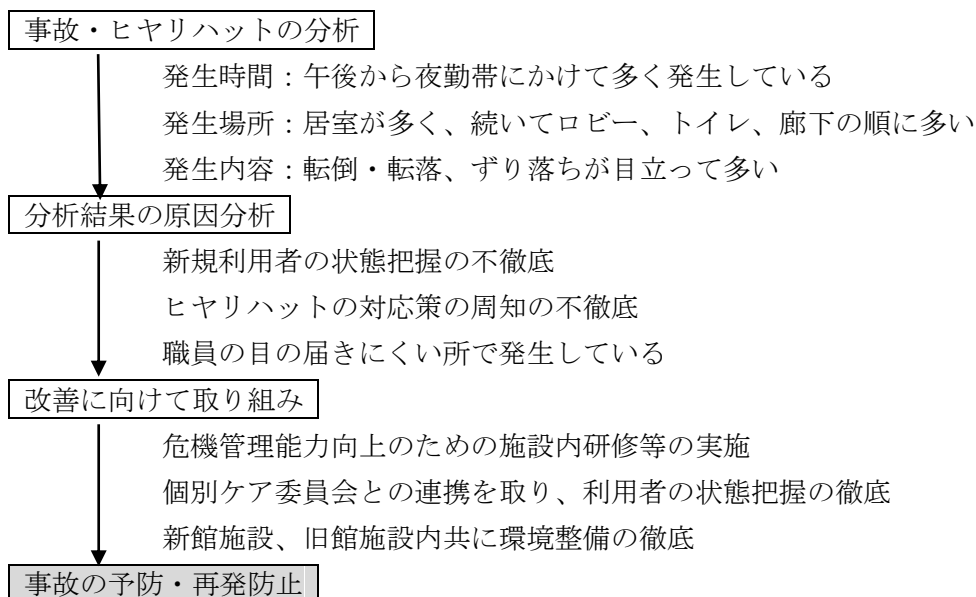 事故・ヒヤリハットの分析
発生時間：午後から夜勤帯にかけて多く発生している
発生場所：居室が多く、続いてロビー、トイレ、廊下の順に多い
発生内容：転倒・転落、ずり落ちが目立って多い
分析結果の原因分析
新規利用者の状態把握の不徹底
ヒヤリハットの対応策の周知の不徹底
職員の目の届きにくい所で発生している
改善に向けて取り組み
危機管理能力向上のための施設内研修等の実施
個別ケア委員会との連携を取り、利用者の状態把握の徹底
新館施設、旧館施設内共に環境整備の徹底
事故の予防・再発防止